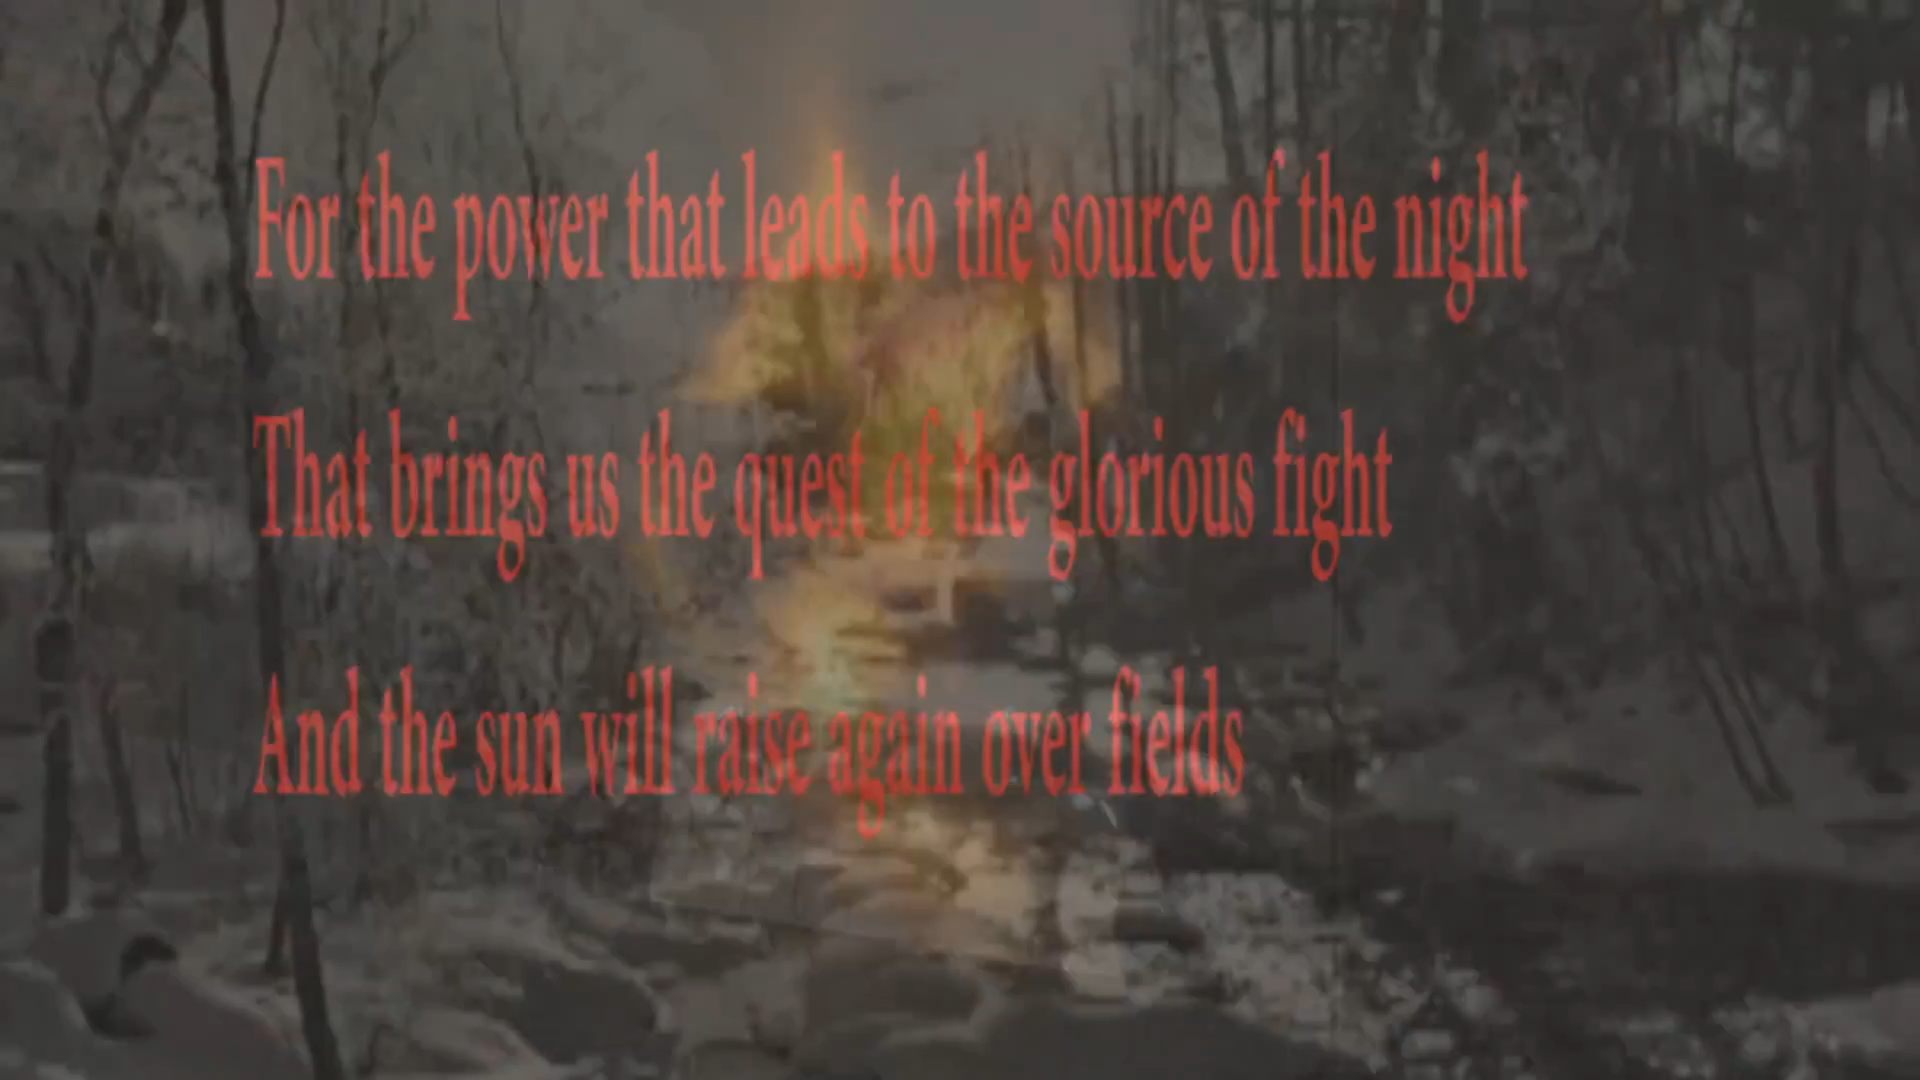 For the power that leads to the source of the night
That brings us the quest of the glorious fight
And the sun will raise again over fields